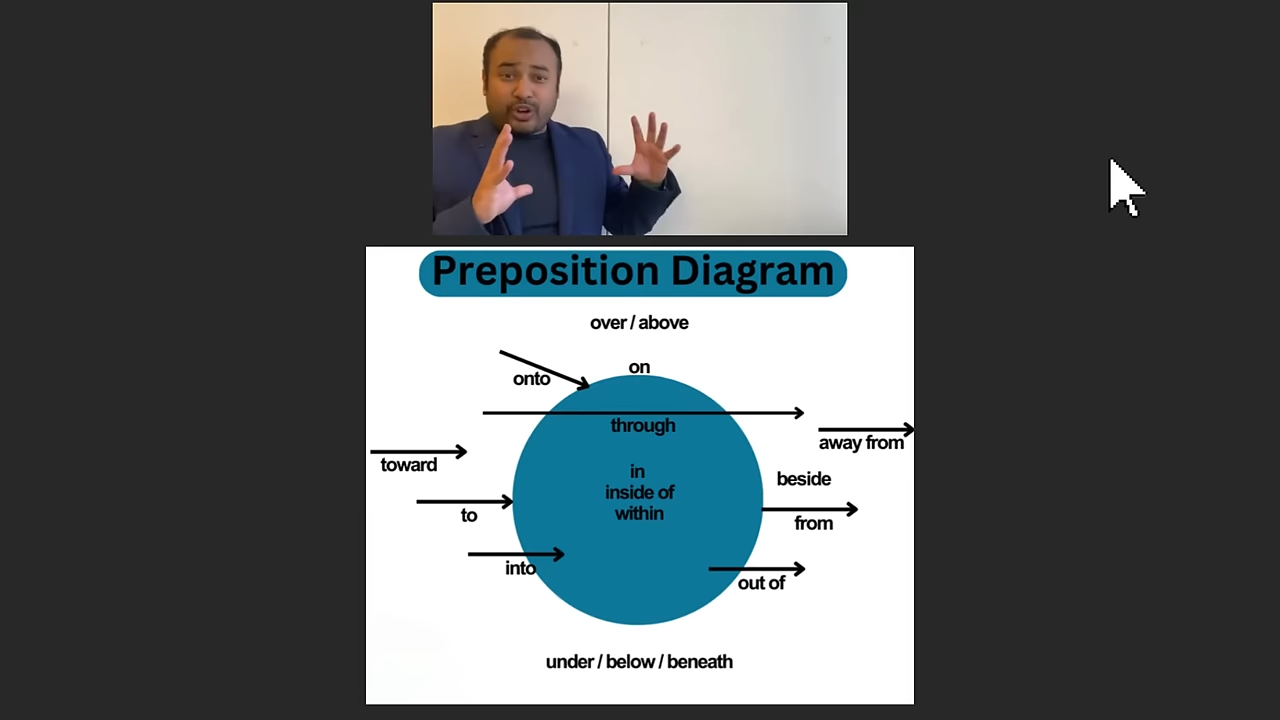 Preposition Diagram
over / above
on
onto
through
away from
toward
in
beside
inside of
within
to
from
into
out of
under / below / beneath